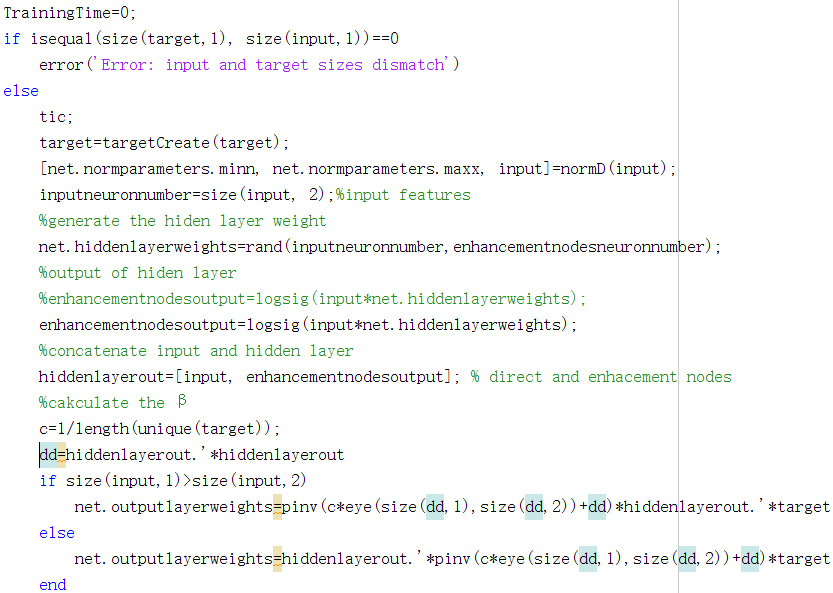 TrainingTime=0;
if isequal(size(target,1), size(input,1))==0
    error('Error: input and target sizes dismatch')
else
    tic;
    target=targetCreate(target);
    [net.normparameters.minn, net.normparameters.maxx, input]=normD(input);
    inputneuronnumber=size(input, 2);%input features
    %generate the hiden layer weight
    net.hiddenlayerweights=rand(inputneuronnumber,enhancementnodesneuronnumber);
    %output of hiden layer
    %enhancementnodesoutput=logsig(input*net.hiddenlayerweights);
    enhancementnodesoutput=logsig(input*net.hiddenlayerweights);
    %concatenate input and hidden layer
    hiddenlayerout=[input, enhancementnodesoutput]; % direct and enhacement nodes
    %cakculate the β
    c=1/length(unique(target));
    dd=hiddenlayerout.'*hiddenlayerout
    if size(input,1)>size(input,2)
        net.outputlayerweights=pinv(c*eye(size(dd,1),size(dd,2))+dd)*hiddenlayerout.'*target
    else
        net.outputlayerweights=hiddenlayerout.'*pinv(c*eye(size(dd,1),size(dd,2))+dd)*target
    end